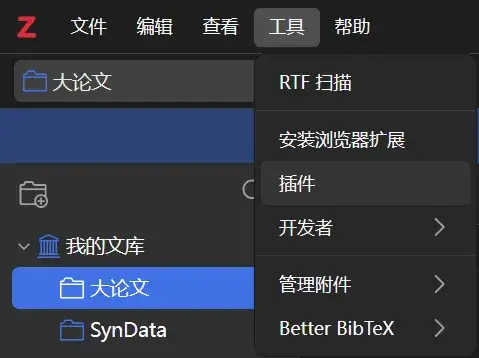 Z 文件 编辑 查看 工具 帮助
大论文
RTF 扫描
安装浏览器扩展
插件
开发者
管理附件
Better BibTeX
我的文库
大论文
SynData